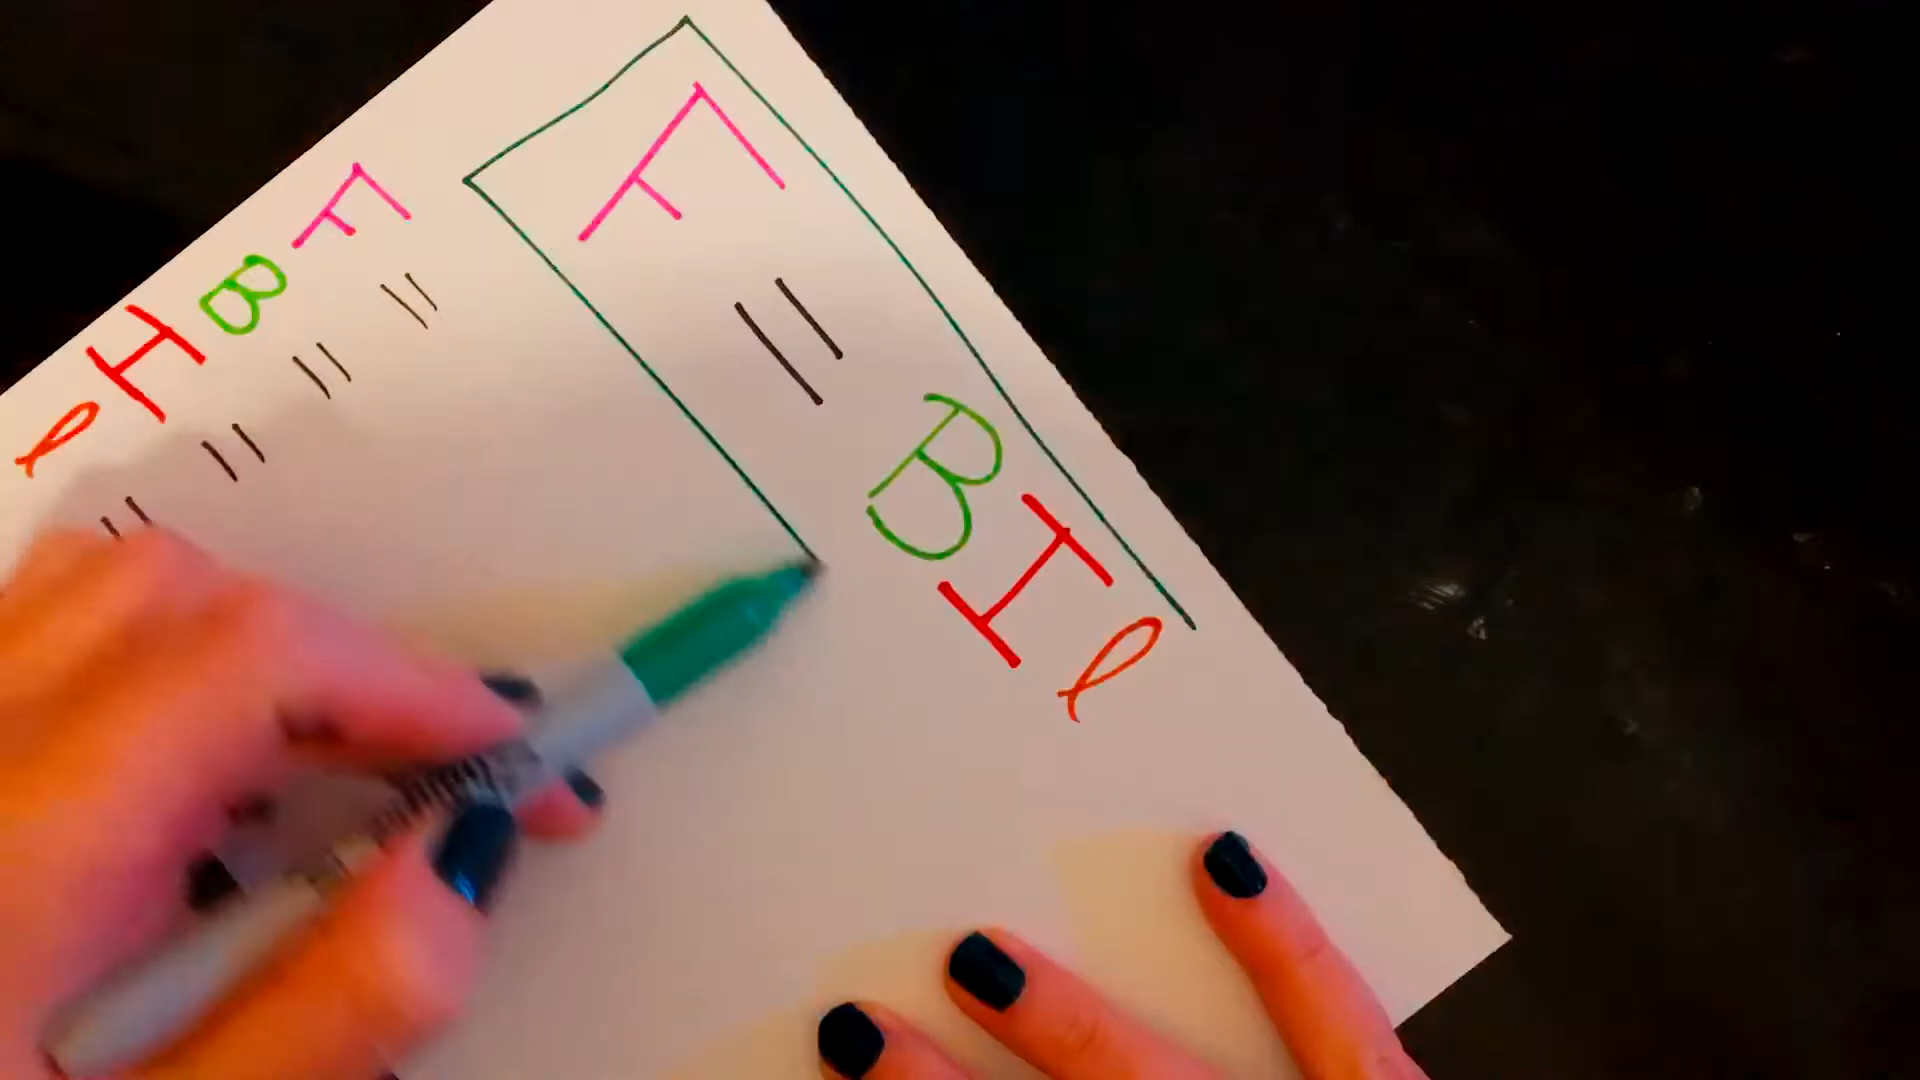 F = BIl
F =
B =
I =
l =